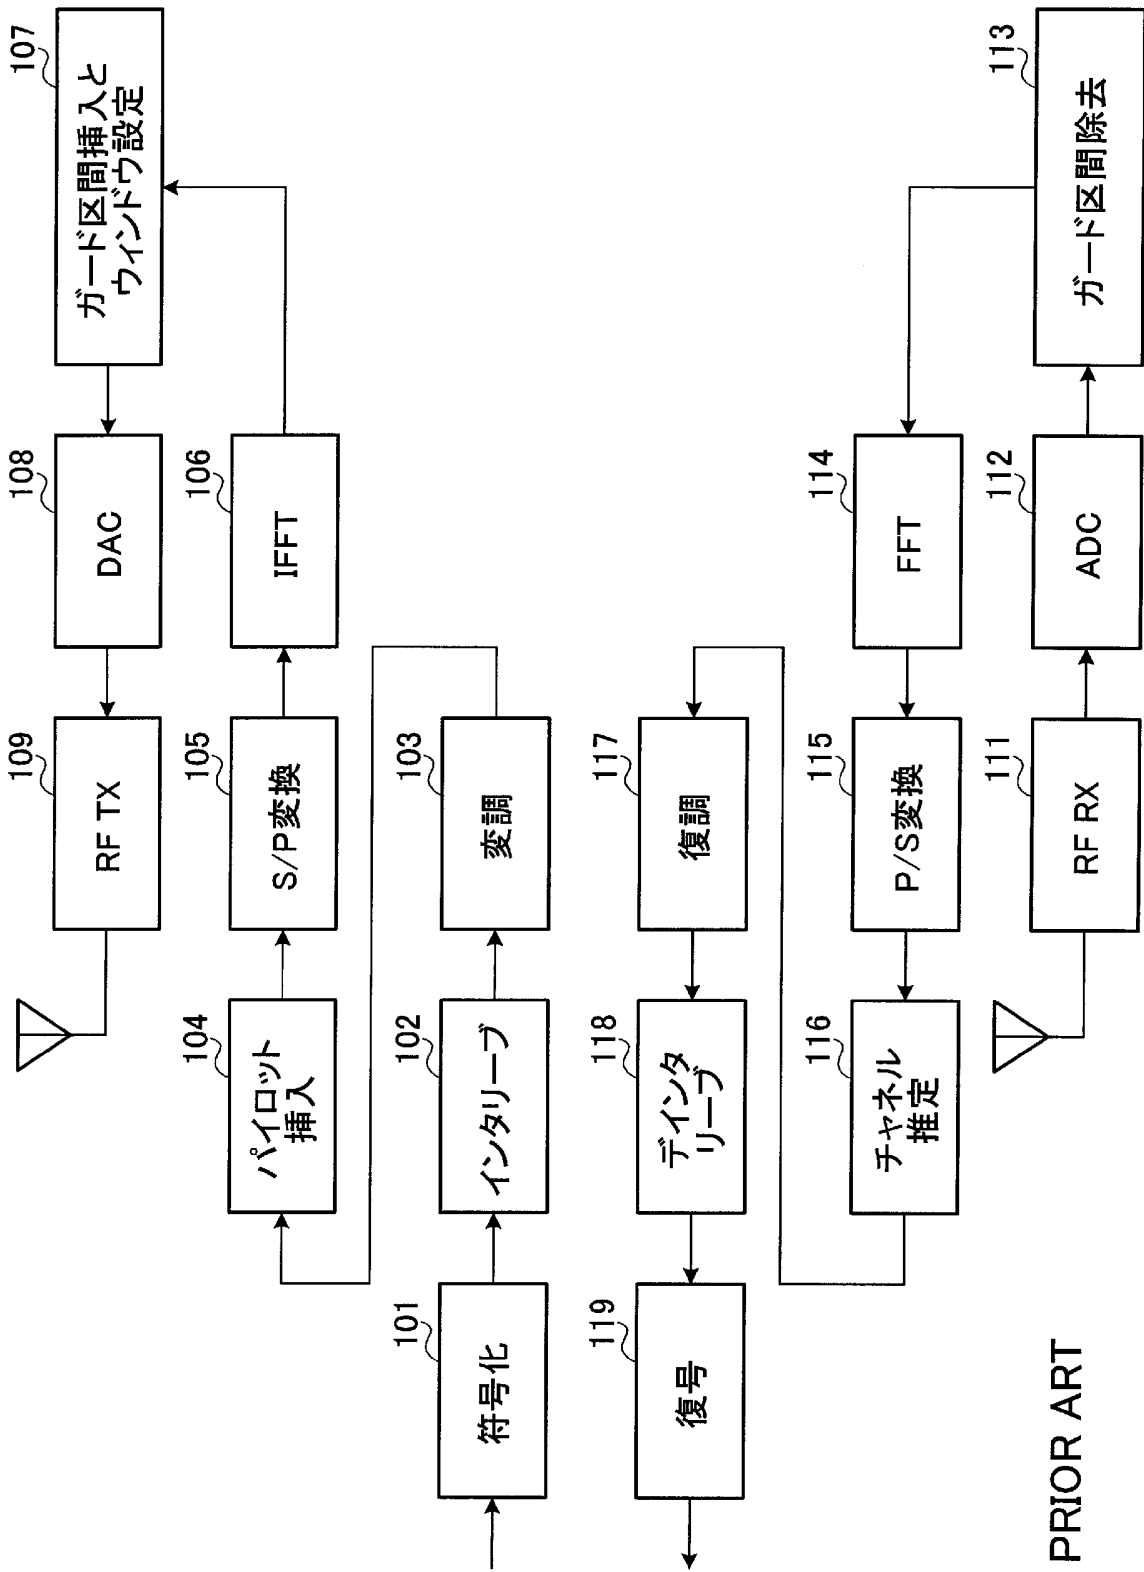 109
RF TX
108
DAC
107
ガード区間挿入と
ウィンドウ設定
104
パイロット
挿入
105
S/P変換
106
IFFT
101
符号化
102
インタリーブ
103
変調
119
復号
118
ディインタ
リーブ
117
復調
116
チャネル
推定
115
P/S変換
114
FFT
111
RF RX
112
ADC
113
ガード区間除去
PRIOR ART